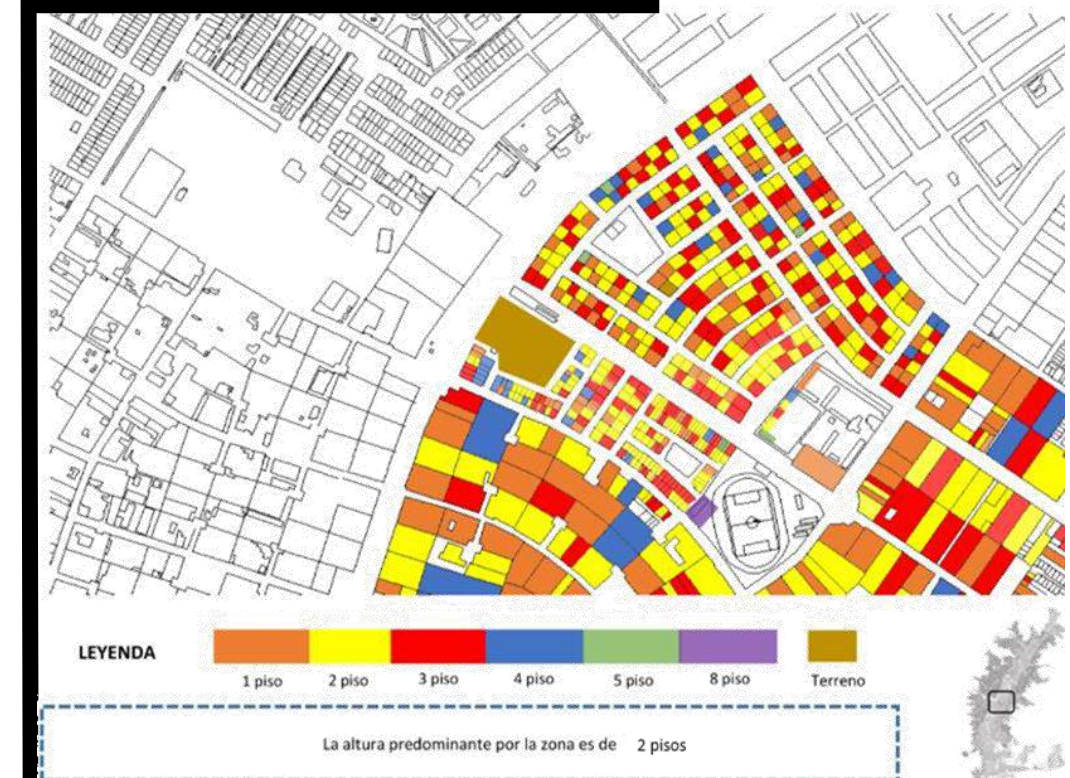 LEYENDA
1 piso 2 piso 3 piso 4 piso 5 piso 8 piso Terreno
La altura predominante por la zona es de 2 pisos